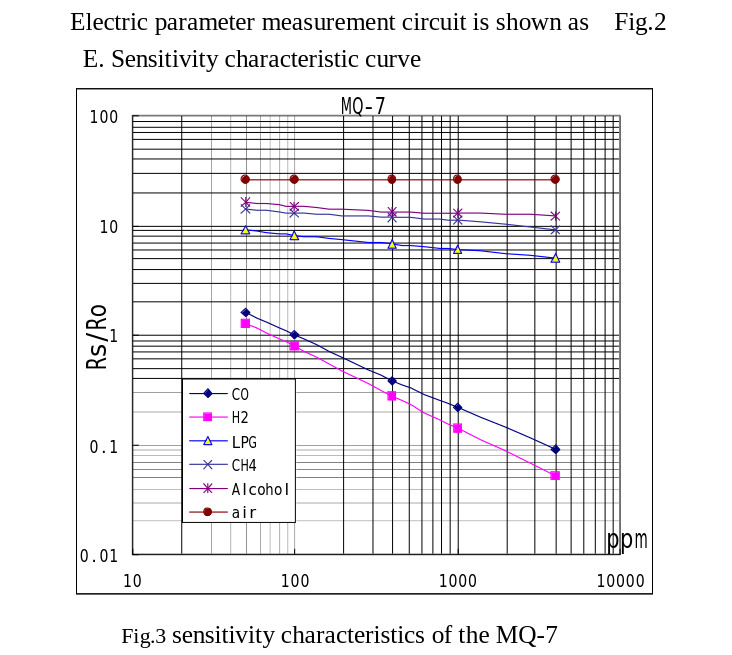 Electric parameter measurement circuit is shown as Fig.2
E. Sensitivity characteristic curve
MQ-7
100
10
1
0.1
0.01
Rs/Ro
CO
H2
LPG
CH4
Alcohol
air
ppm
10 100 1000 10000
Fig.3 sensitivity characteristics of the MQ-7